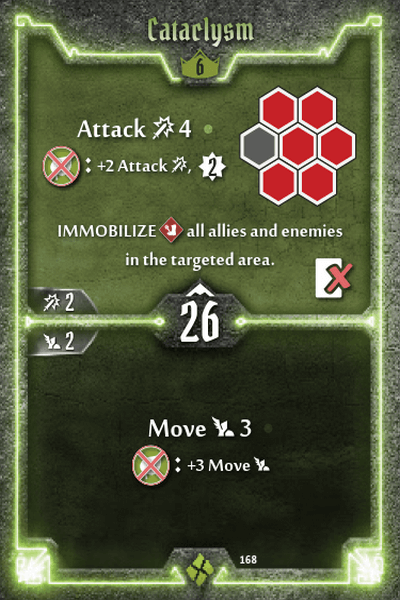 Cataclysm
6
Attack 4
: +2 Attack , 2
IMMOBILIZE all allies and enemies
in the targeted area.
2
26
2
Move 3
: +3 Move
168